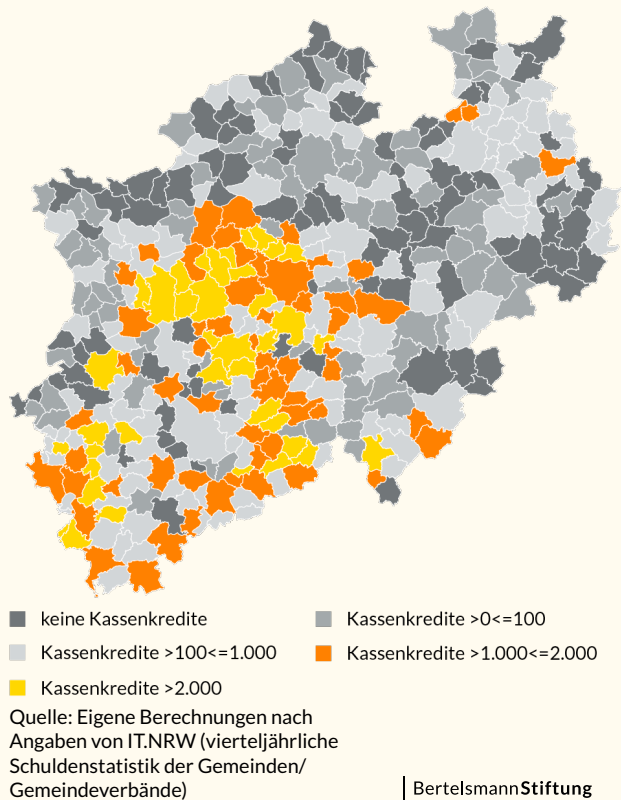 keine Kassenkredite
Kassenkredite >0<=100
Kassenkredite >100<=1.000
Kassenkredite >1.000<=2.000
Kassenkredite >2.000
Quelle: Eigene Berechnungen nach
Angaben von IT.NRW (vierteljährliche
Schuldenstatistik der Gemeinden/
Gemeindeverbände)
BertelsmannStiftung